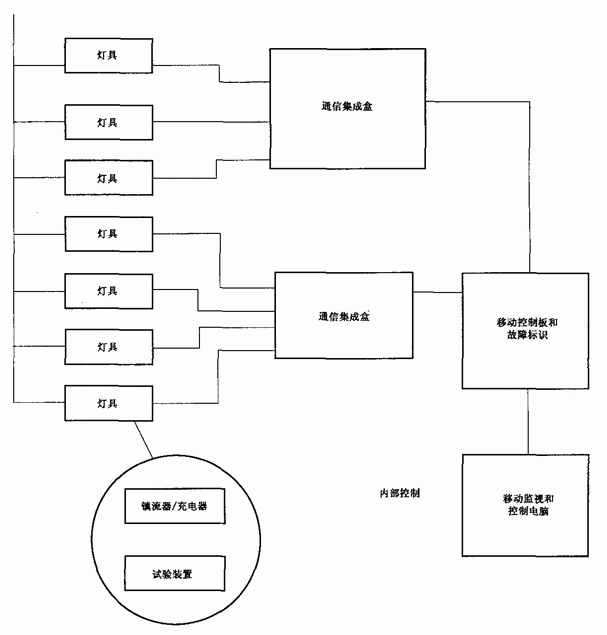 灯具
通信集成盒
灯具
灯具
灯具
灯具
通信集成盒
移动控制板和
故障标识
灯具
灯具
镇流器/充电器
内部控制
移动监视和
控制电脑
试验装置